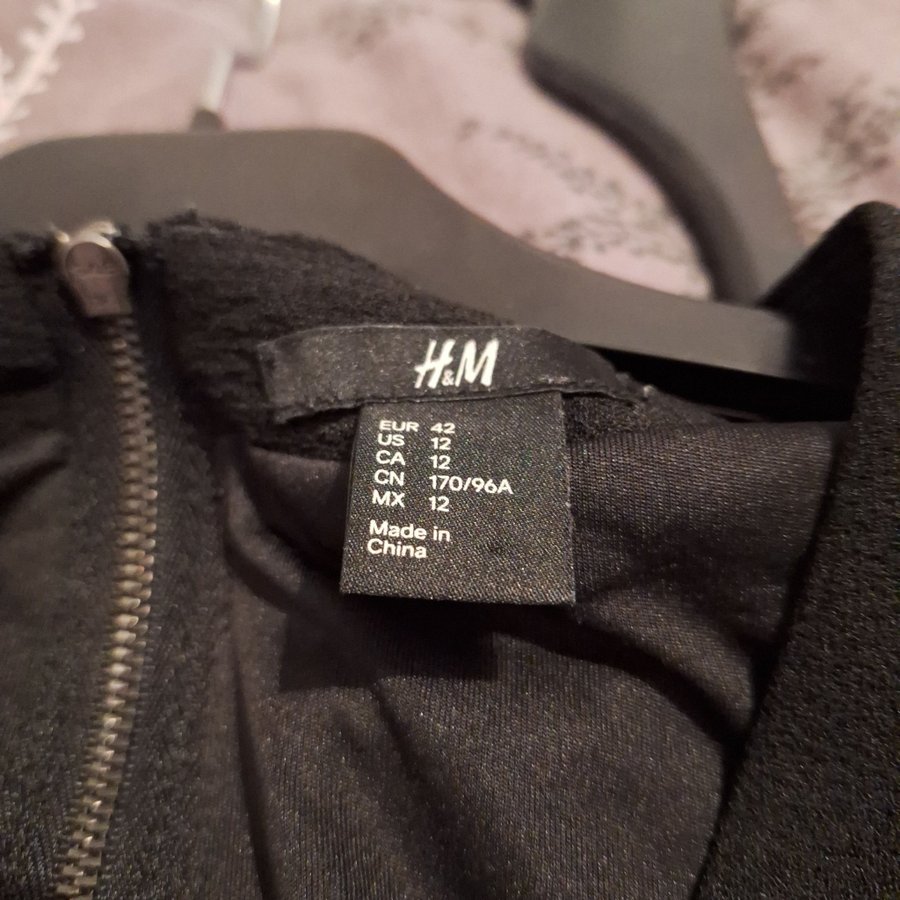 H&M
EUR 42
US 12
CA 12
CN 170/96A
MX 12
Made in
China